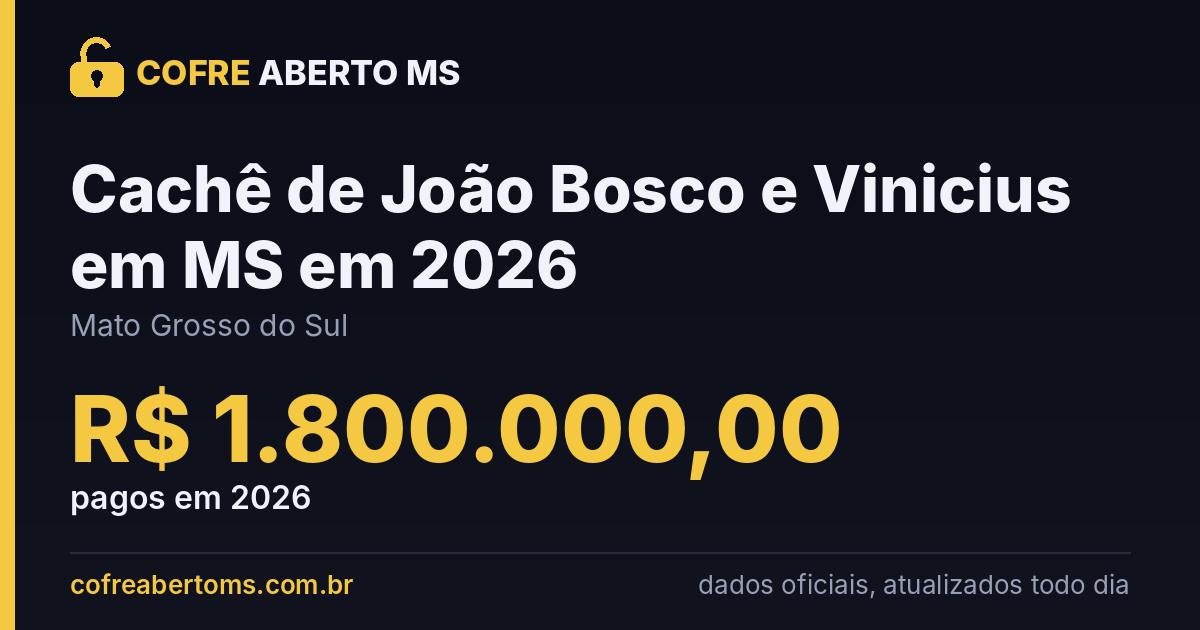 COFRE ABERTO MS
Cachê de João Bosco e Vinicius
em MS em 2026
Mato Grosso do Sul
R$ 1.800.000,00
pagos em 2026
cofreabertoms.com.br
dados oficiais, atualizados todo dia